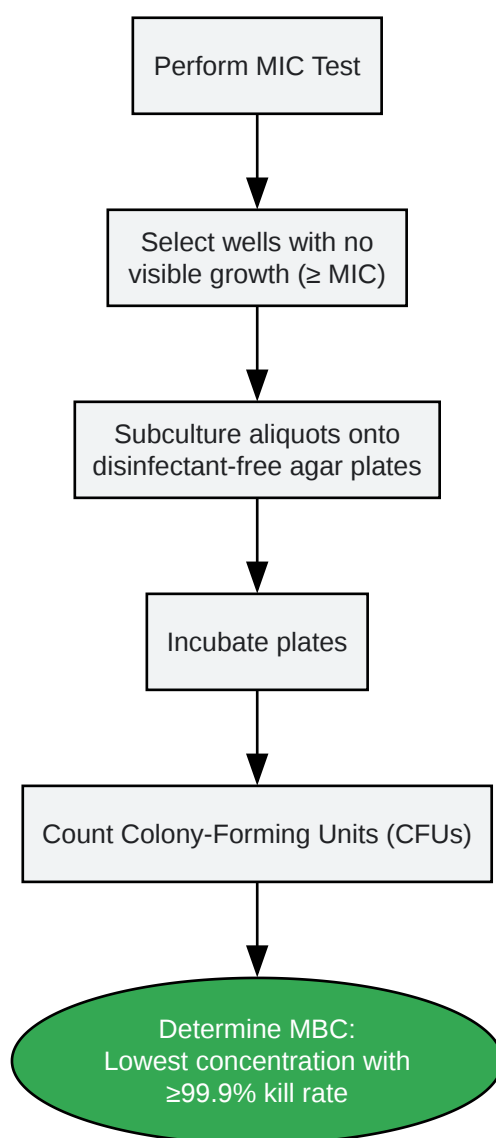 Perform MIC Test
Select wells with no
visible growth (≥ MIC)
Subculture aliquots onto
disinfectant-free agar plates
Incubate plates
Count Colony-Forming Units (CFUs)
Determine MBC:
Lowest concentration with
≥99.9% kill rate